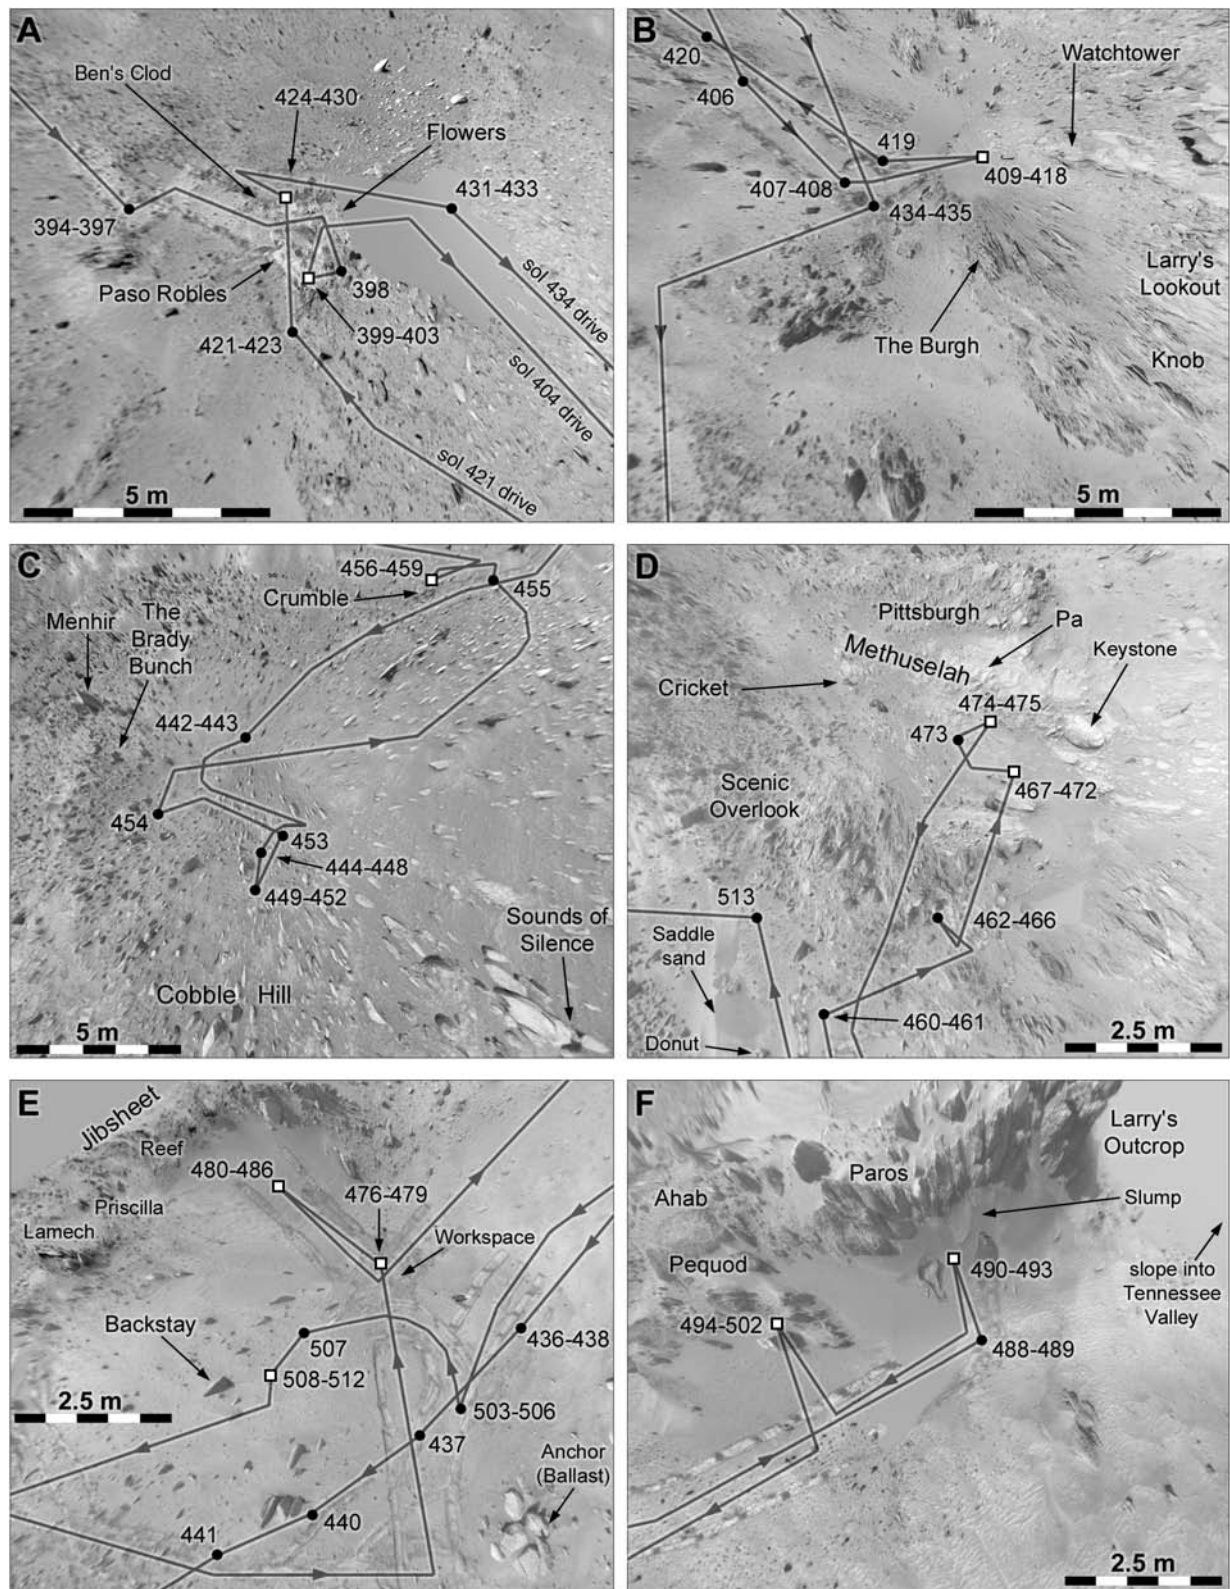 A
Ben's Clod
424-430
Flowers
394-397
431-433
Paso Robles
398
399-403
421-423
sol 434 drive
sol 404 drive
sol 421 drive
5 m
B
420
406
Watchtower
419
407-408
409-418
434-435
Larry's
Lookout
The Burgh
Knob
5 m
C
456-459
Crumble
455
Menhir
The
Brady
Bunch
442-443
454
453
444-448
449-452
Sounds of
Silence
Cobble Hill
5 m
D
Pittsburgh
Pa
Methuselah
Keystone
Cricket
474-475
473
467-472
Scenic
Overlook
513
462-466
Saddle
sand
460-461
Donut
2.5 m
E
Jibsheet
Reef
480-486
476-479
Priscilla
Lamech
Workspace
Backstay
507
436-438
508-512
2.5 m
503-506
437
Anchor
(Ballast)
440
441
F
Larry's
Outcrop
Paros
Ahab
Slump
Pequod
490-493
slope into
Tennessee
Valley
494-502
488-489
2.5 m